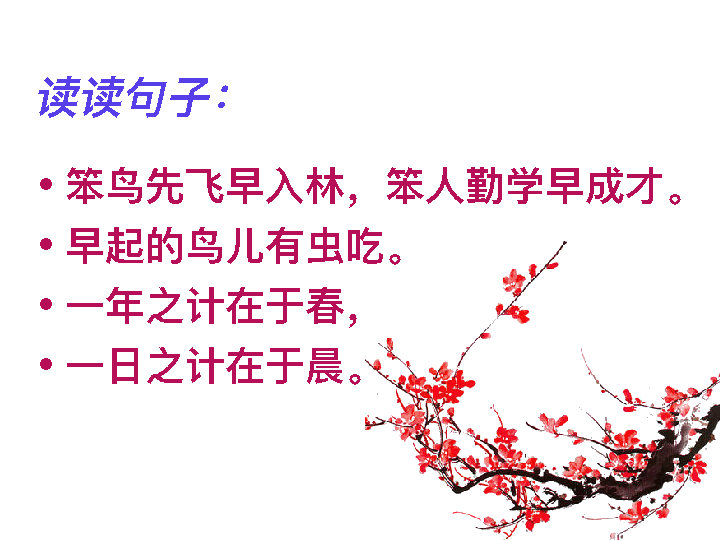 读读句子：
• 笨鸟先飞早入林，笨人勤学早成才。
• 早起的鸟儿有虫吃。
• 一年之计在于春，
• 一日之计在于晨。